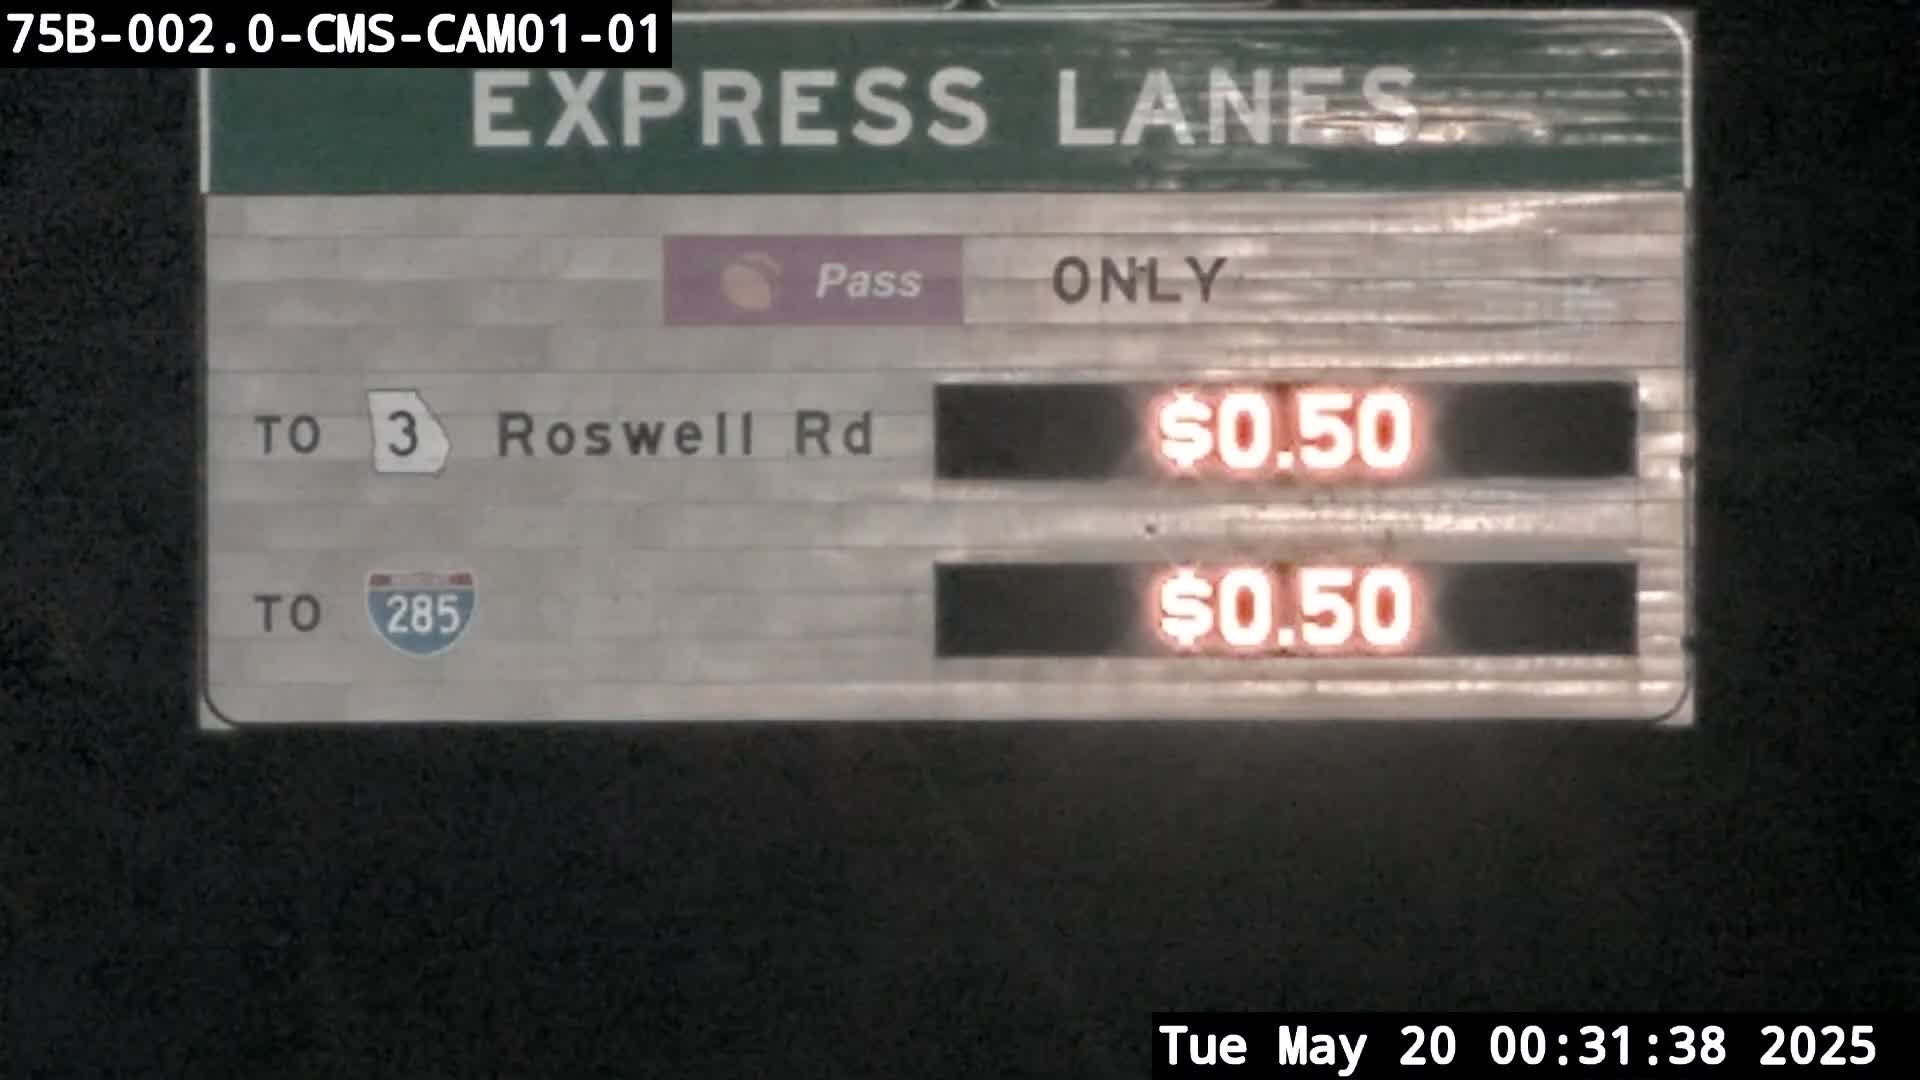 75B-002.0-CMS-CAM01-01
EXPRESS LANES
Pass ONLY
TO 3 Roswell Rd $0.50
TO 285 $0.50
Tue May 20 00:31:38 2025